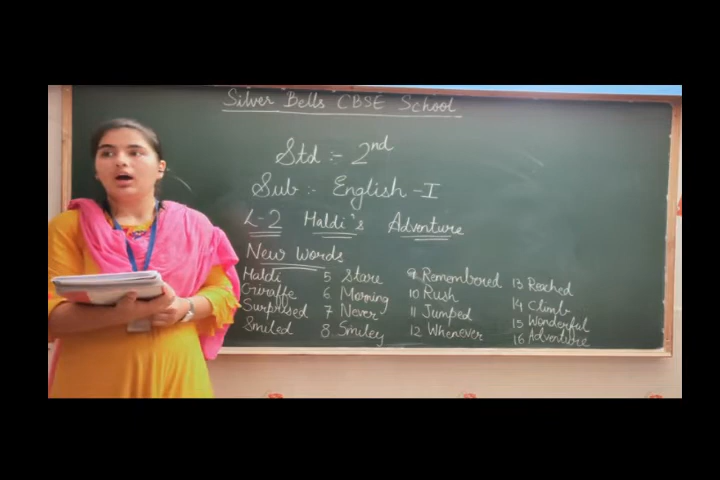 Silver Bells CBSE School
Std :- 2nd
Sub :- English - I
L-2 Haldi's Adventure
New Words
Haldi
Giraffe
Surprised
Smiled
5 Stare
6 Morning
7 Never
8 Smiley
9 Remembered
10 Rush
11 Jumped
12 Whenever
13 Reached
14 Climb
15 Wonderful
16 Adventure